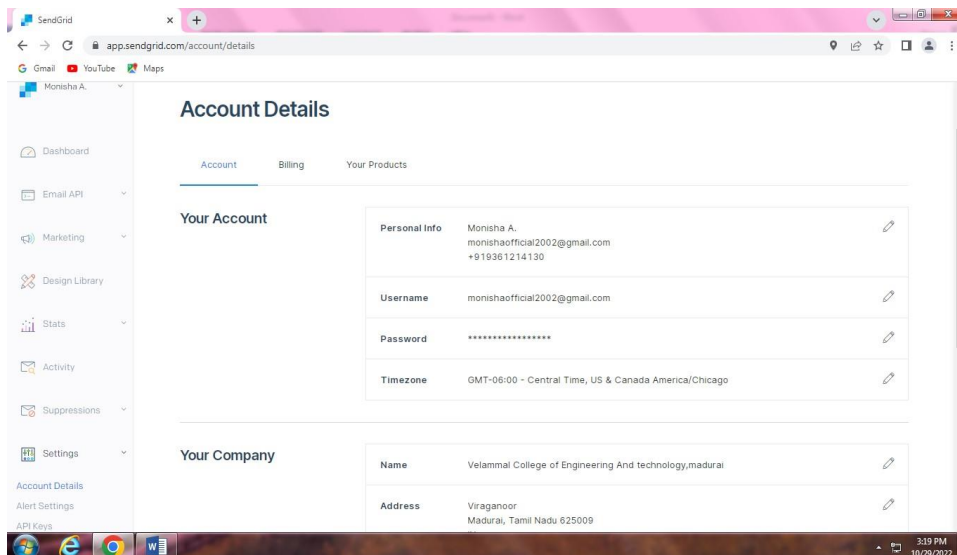 SendGrid
app.sendgrid.com/account/details
Gmail YouTube Maps
Monisha A.
Dashboard
Email API
Marketing
Design Library
Stats
Activity
Suppressions
Settings
Account Details
Alert Settings
API Keys
Account Details
Account Billing Your Products
Your Account
Personal Info Monisha A.
monishaofficial2002@gmail.com
+919361214130
Username monishaofficial2002@gmail.com
Password *****************
Timezone GMT-06:00 - Central Time, US & Canada America/Chicago
Your Company
Name Velammal College of Engineering And technology,madurai
Address Viraganoor
Madurai, Tamil Nadu 625009
3:19 PM
10/29/2022